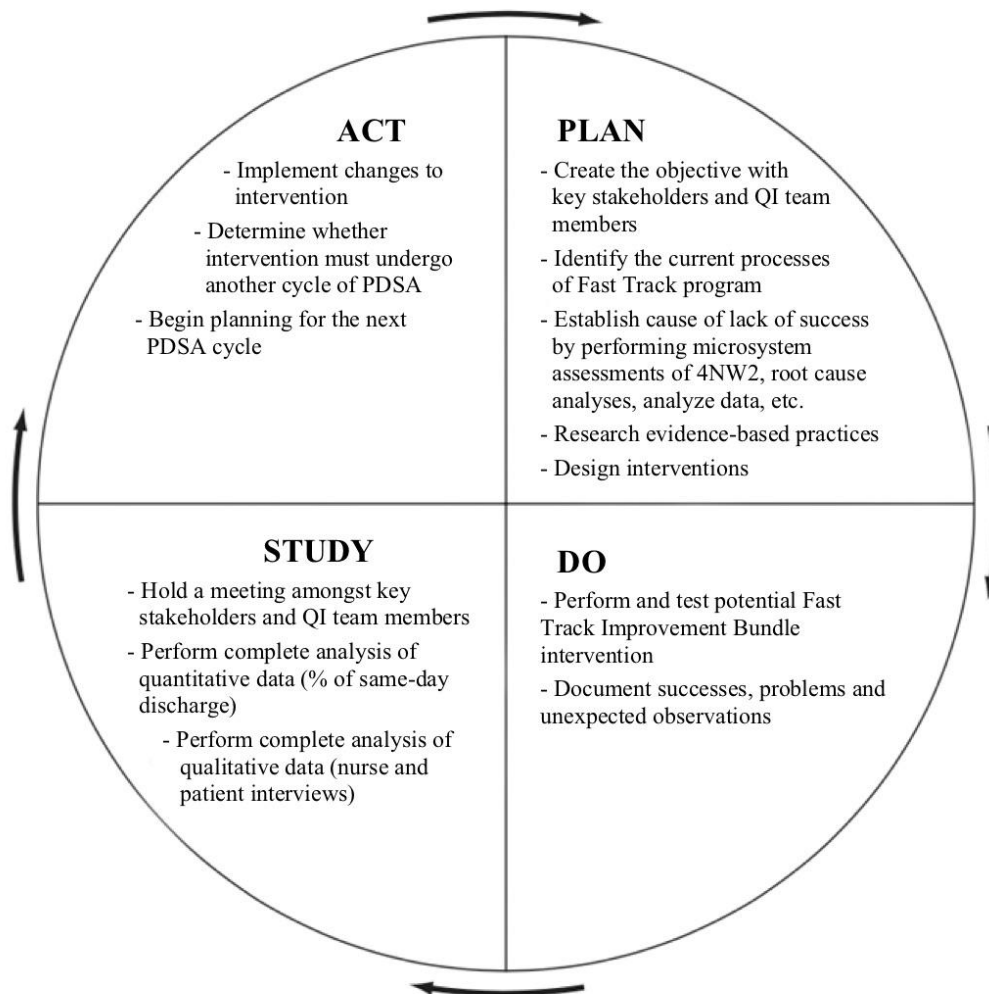 ACT
- Implement changes to
intervention
- Determine whether
intervention must undergo
another cycle of PDSA
- Begin planning for the next
PDSA cycle
PLAN
- Create the objective with
key stakeholders and QI team
members
- Identify the current processes
of Fast Track program
- Establish cause of lack of success
by performing microsystem
assessments of 4NW2, root cause
analyses, analyze data, etc.
- Research evidence-based practices
- Design interventions
STUDY
- Hold a meeting amongst key
stakeholders and QI team members
- Perform complete analysis of
quantitative data (% of same-day
discharge)
- Perform complete analysis of
qualitative data (nurse and
patient interviews)
DO
- Perform and test potential Fast
Track Improvement Bundle
intervention
- Document successes, problems and
unexpected observations